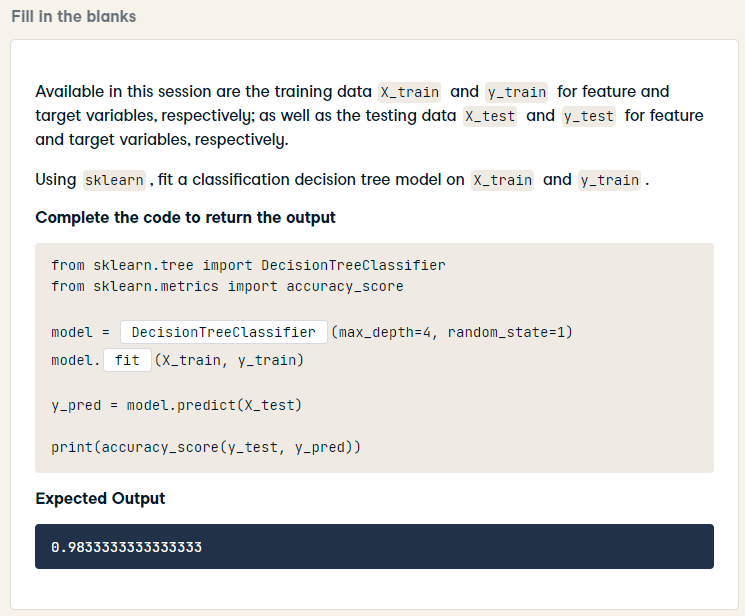 Fill in the blanks
Available in this session are the training data X_train and y_train for feature and
target variables, respectively; as well as the testing data X_test and y_test for feature
and target variables, respectively.
Using sklearn , fit a classification decision tree model on X_train and y_train .
Complete the code to return the output
from sklearn.tree import DecisionTreeClassifier
from sklearn.metrics import accuracy_score
model = DecisionTreeClassifier (max_depth=4, random_state=1)
model. fit (X_train, y_train)
y_pred = model.predict(X_test)
print(accuracy_score(y_test, y_pred))
Expected Output
0.9833333333333333